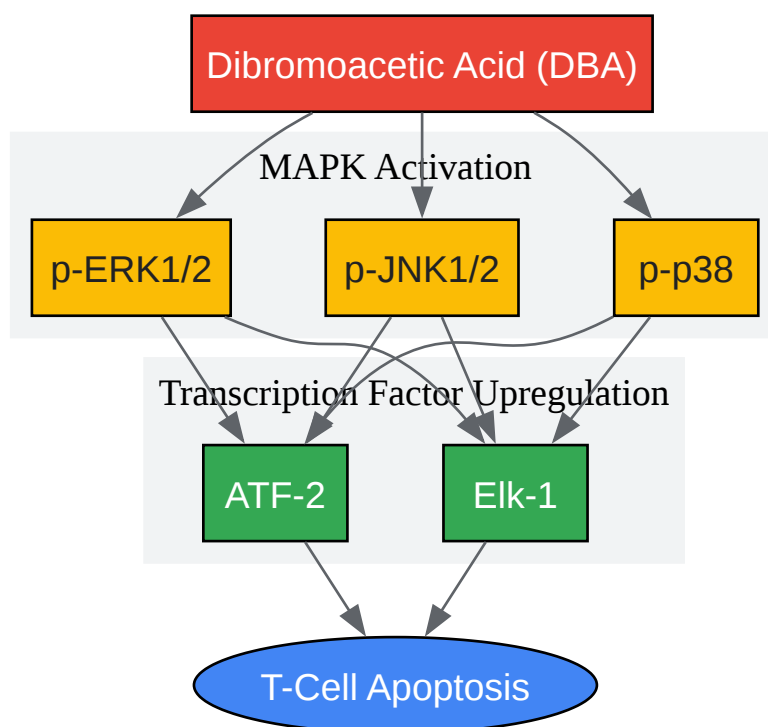 Dibromoacetic Acid (DBA)
MAPK Activation
p-ERK1/2
p-JNK1/2
p-p38
Transcription Factor Upregulation
ATF-2
Elk-1
T-Cell Apoptosis